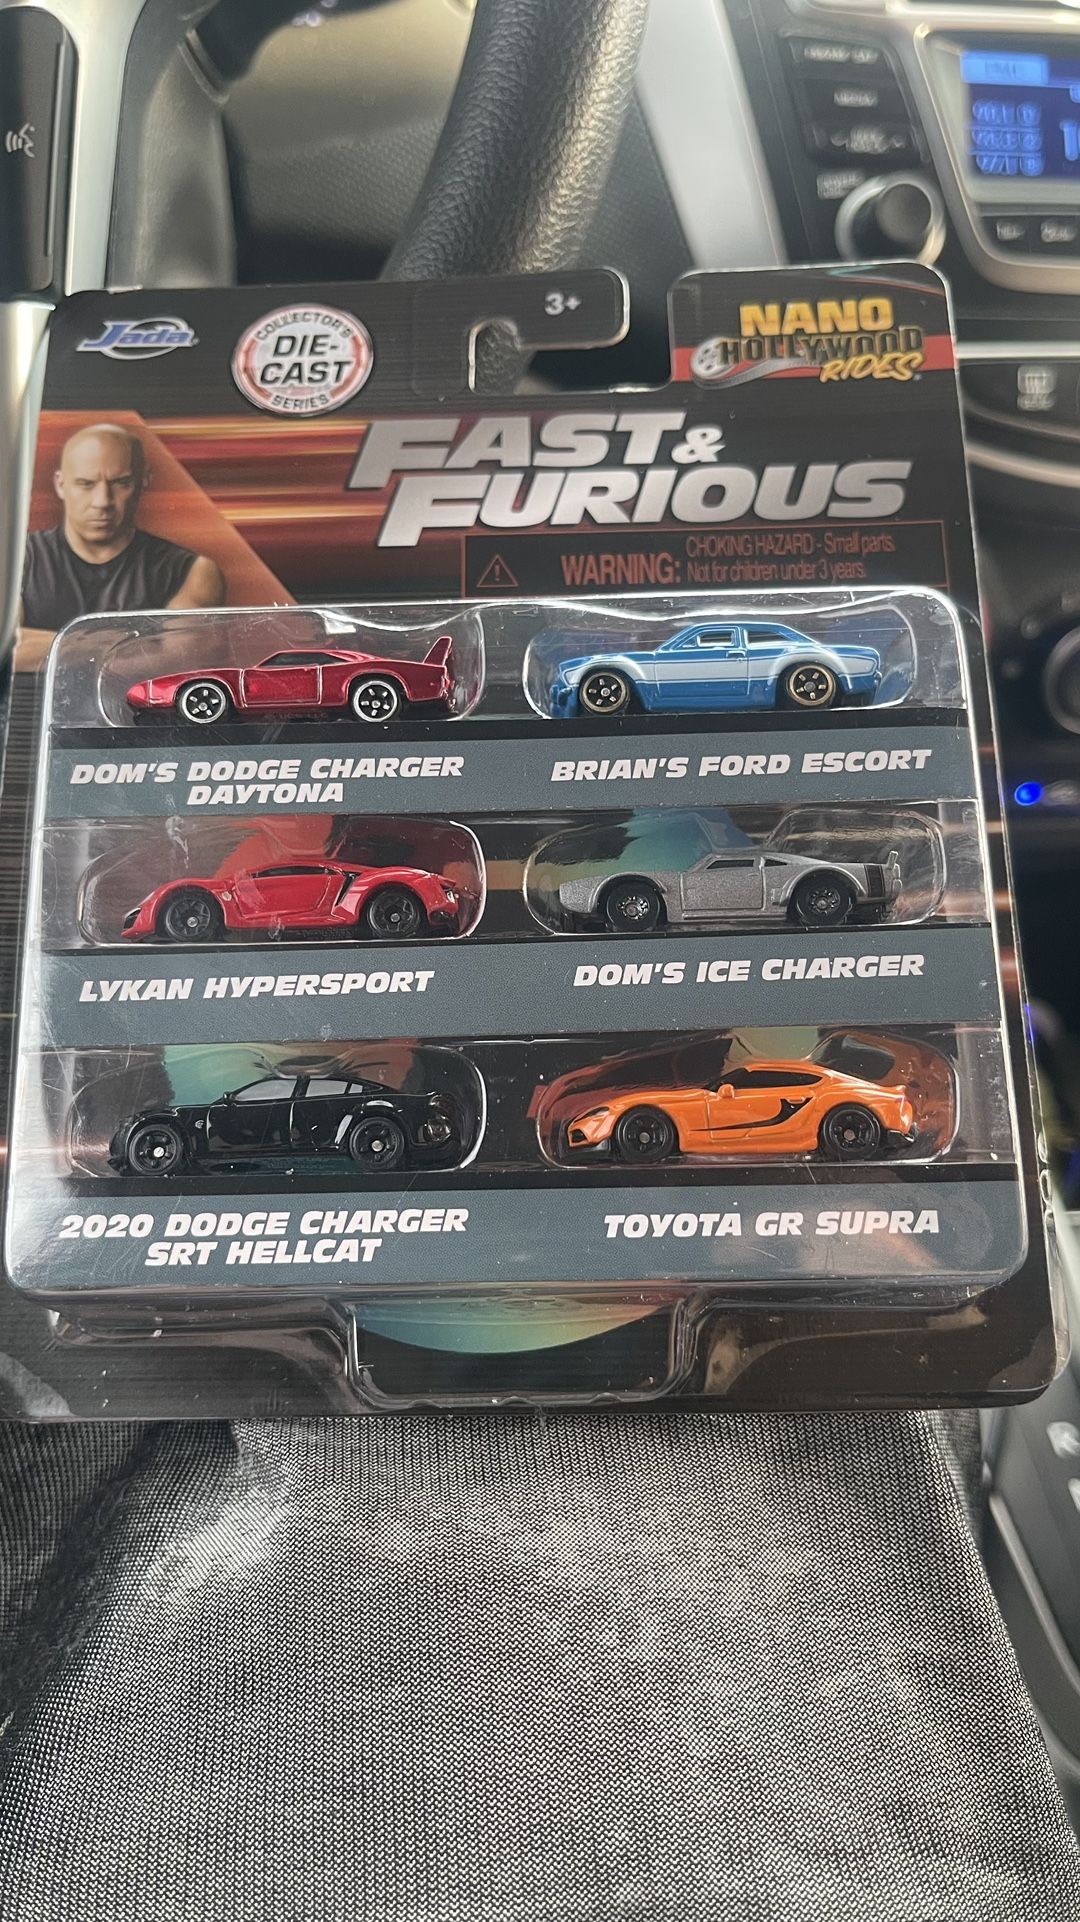 Jada
COLLECTOR'S
DIE-
CAST
SERIES
3+
NANO
HOLLYWOOD
RIDES
FAST &
FURIOUS
WARNING: CHOKING HAZARD - Small parts.
Not for children under 3 years.
DOM'S DODGE CHARGER
DAYTONA
BRIAN'S FORD ESCORT
LYKAN HYPERSPORT
DOM'S ICE CHARGER
2020 DODGE CHARGER
SRT HELLCAT
TOYOTA GR SUPRA